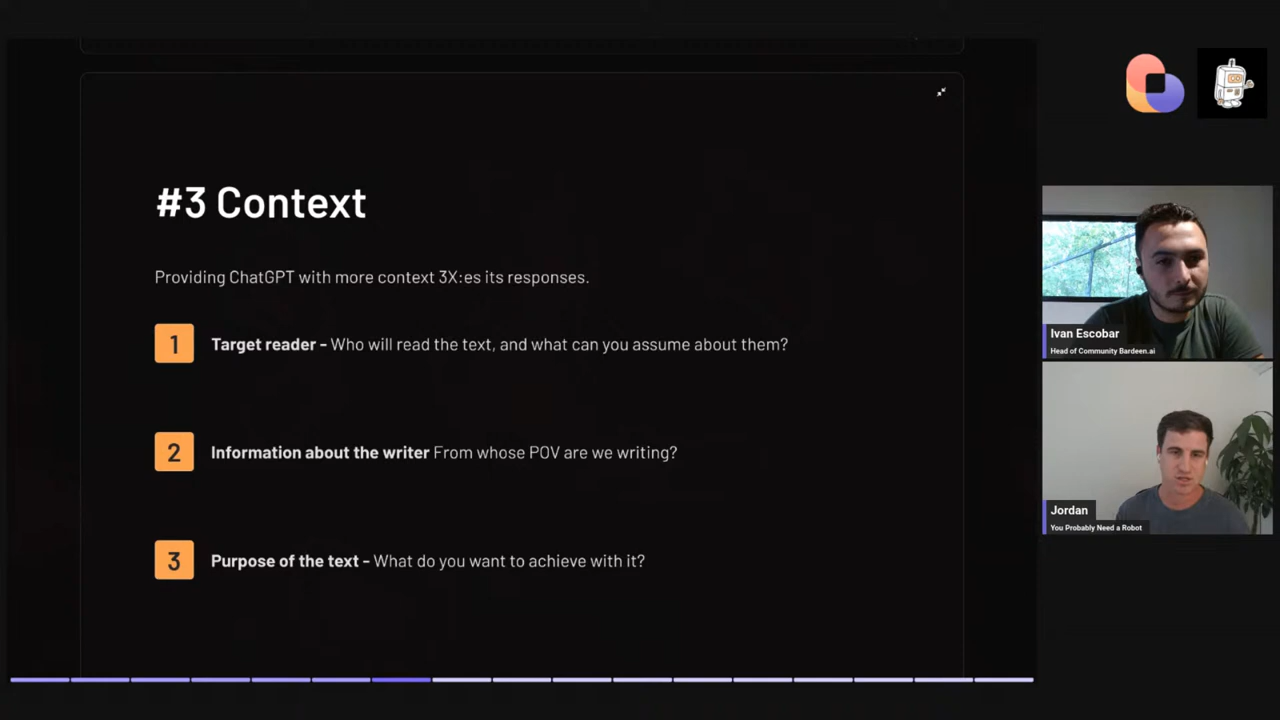 #3 Context
Providing ChatGPT with more context 3X:es its responses.
1 Target reader - Who will read the text, and what can you assume about them?
2 Information about the writer From whose POV are we writing?
3 Purpose of the text - What do you want to achieve with it?
Ivan Escobar
Head of Community Bardeen.ai
Jordan
You Probably Need a Robot